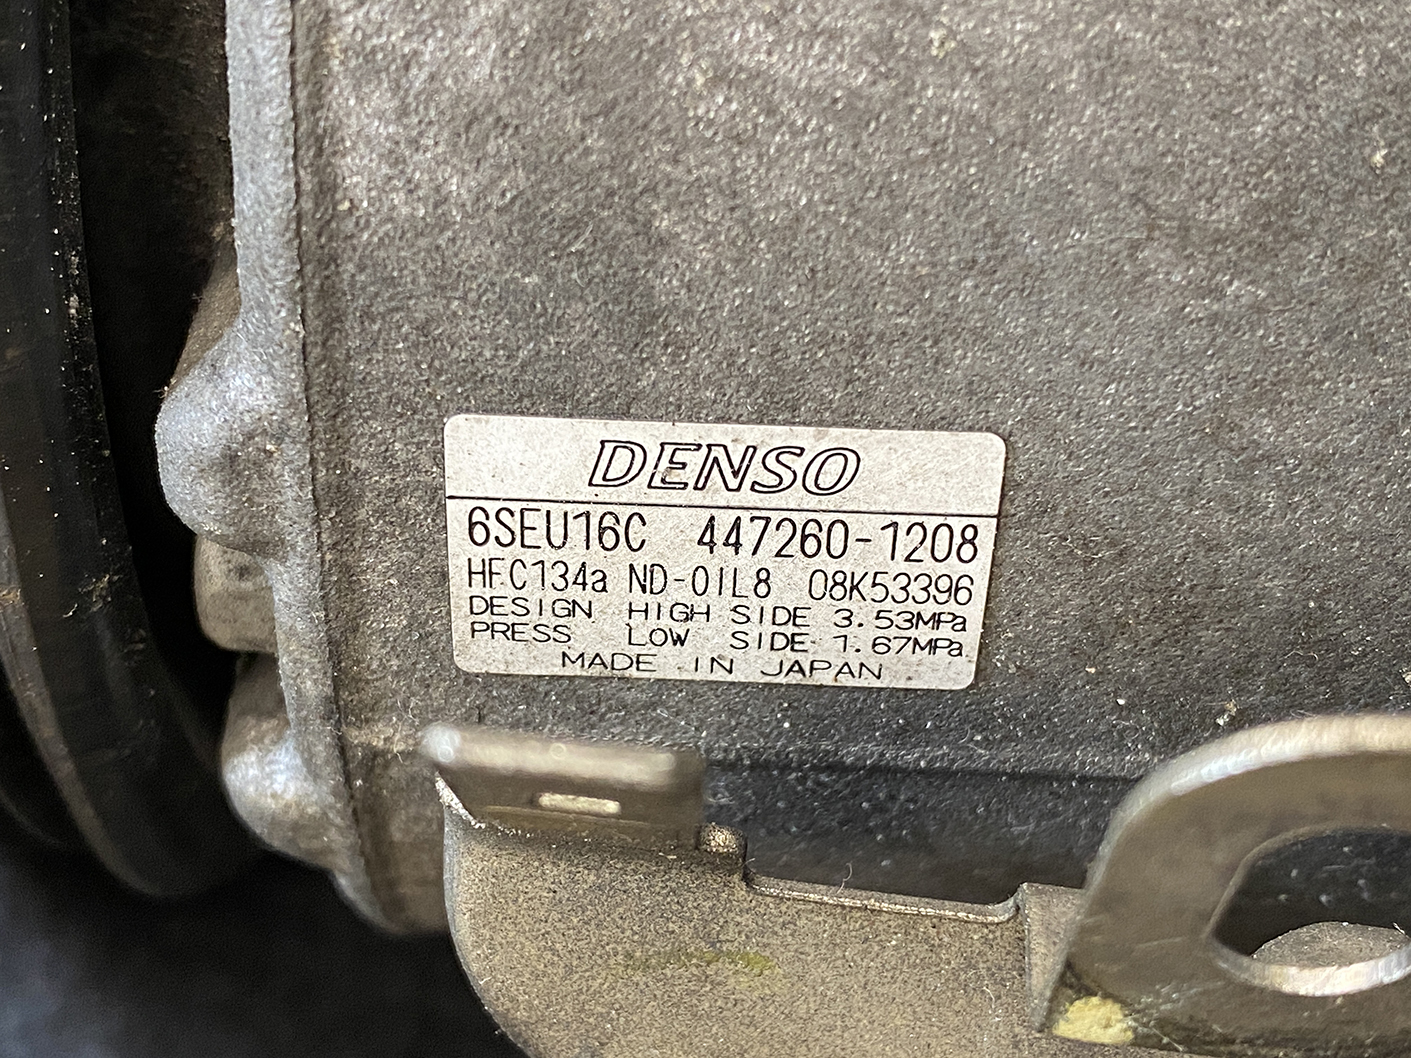 DENSO
6SEU16C 447260-1208
HFC134a ND-OIL8 08K53396
DESIGN HIGH SIDE 3.53MPa
PRESS LOW SIDE 1.67MPa
MADE IN JAPAN